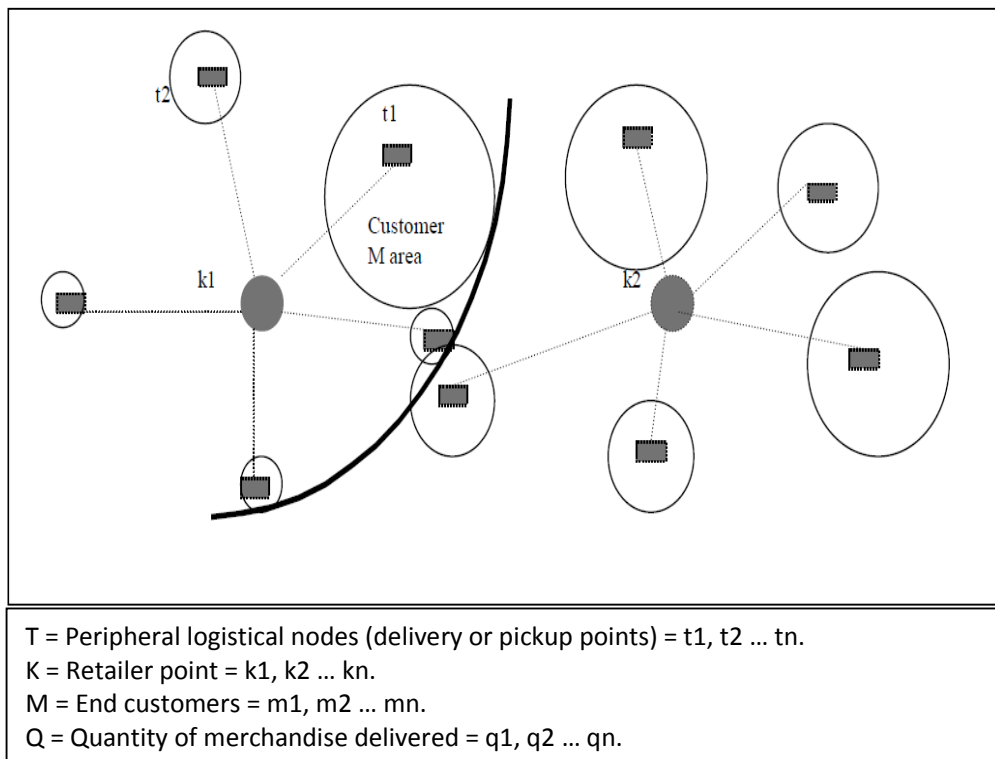 t2
t1
Customer
M area
k1
k2
T = Peripheral logistical nodes (delivery or pickup points) = t1, t2 … tn.
K = Retailer point = k1, k2 … kn.
M = End customers = m1, m2 … mn.
Q = Quantity of merchandise delivered = q1, q2 … qn.